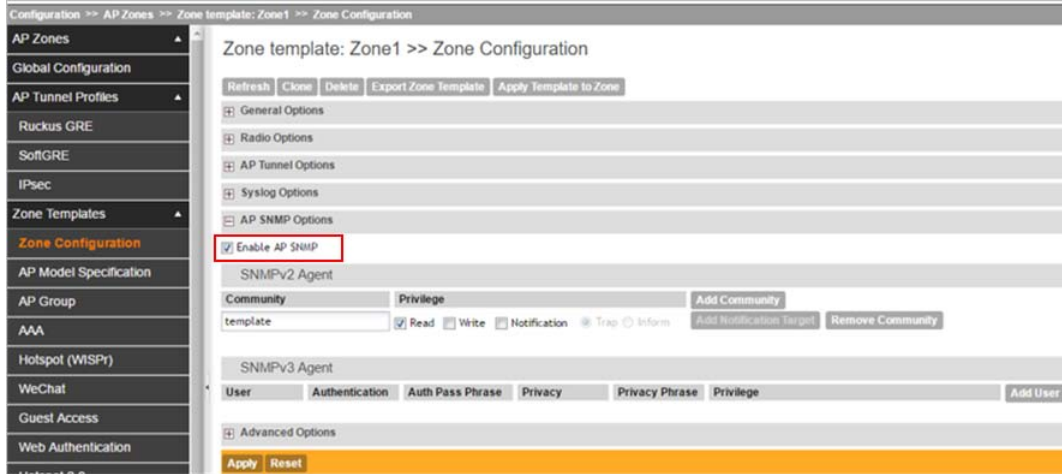 Configuration >> AP Zones >> Zone template: Zone1 >> Zone Configuration
AP Zones
Global Configuration
AP Tunnel Profiles
Ruckus GRE
SoftGRE
IPsec
Zone Templates
Zone Configuration
AP Model Specification
AP Group
AAA
Hotspot (WISPr)
WeChat
Guest Access
Web Authentication
Zone template: Zone1 >> Zone Configuration
Refresh Clone Delete Export Zone Template Apply Template to Zone
General Options
Radio Options
AP Tunnel Options
Syslog Options
AP SNMP Options
Enable AP SNMP
SNMPv2 Agent
Community Privilege Add Community
template Read Write Notification Trap Inform Add Notification Target Remove Community
SNMPv3 Agent
User Authentication Auth Pass Phrase Privacy Privacy Phrase Privilege Add User
Advanced Options
Apply Reset